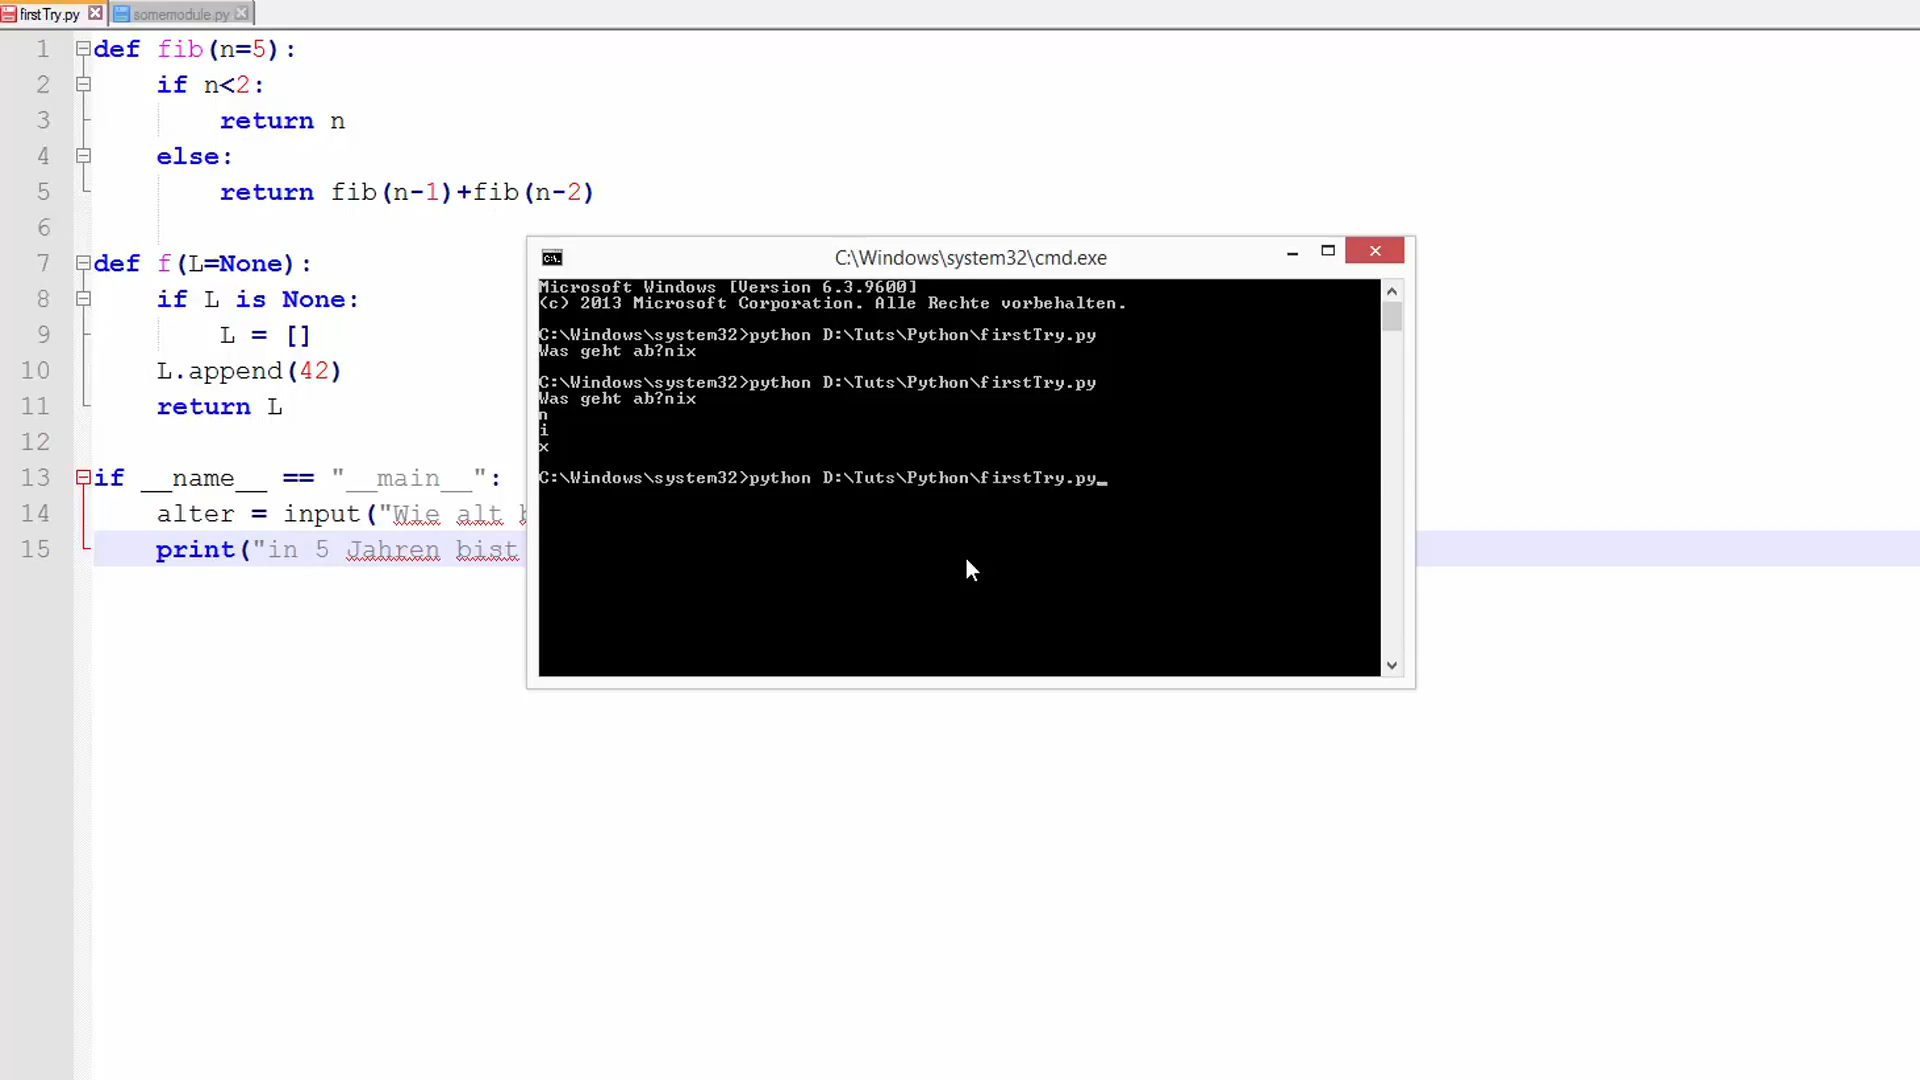 firstTry.py somemodule.py
1 def fib(n=5):
2 if n<2:
3 return n
4 else:
5 return fib(n-1)+fib(n-2)
6
7 def f(L=None):
8 if L is None:
9 L = []
10 L.append(42)
11 return L
12
13 if __name__ == "__main__":
14 alter = input("Wie alt
15 print("in 5 Jahren bist
C:\Windows\system32\cmd.exe
Microsoft Windows [Version 6.3.9600]
(c) 2013 Microsoft Corporation. Alle Rechte vorbehalten.
C:\Windows\system32>python D:\Tuts\Python\firstTry.py
Was geht ab?nix
C:\Windows\system32>python D:\Tuts\Python\firstTry.py
Was geht ab?nix
n
i
x
C:\Windows\system32>python D:\Tuts\Python\firstTry.py_